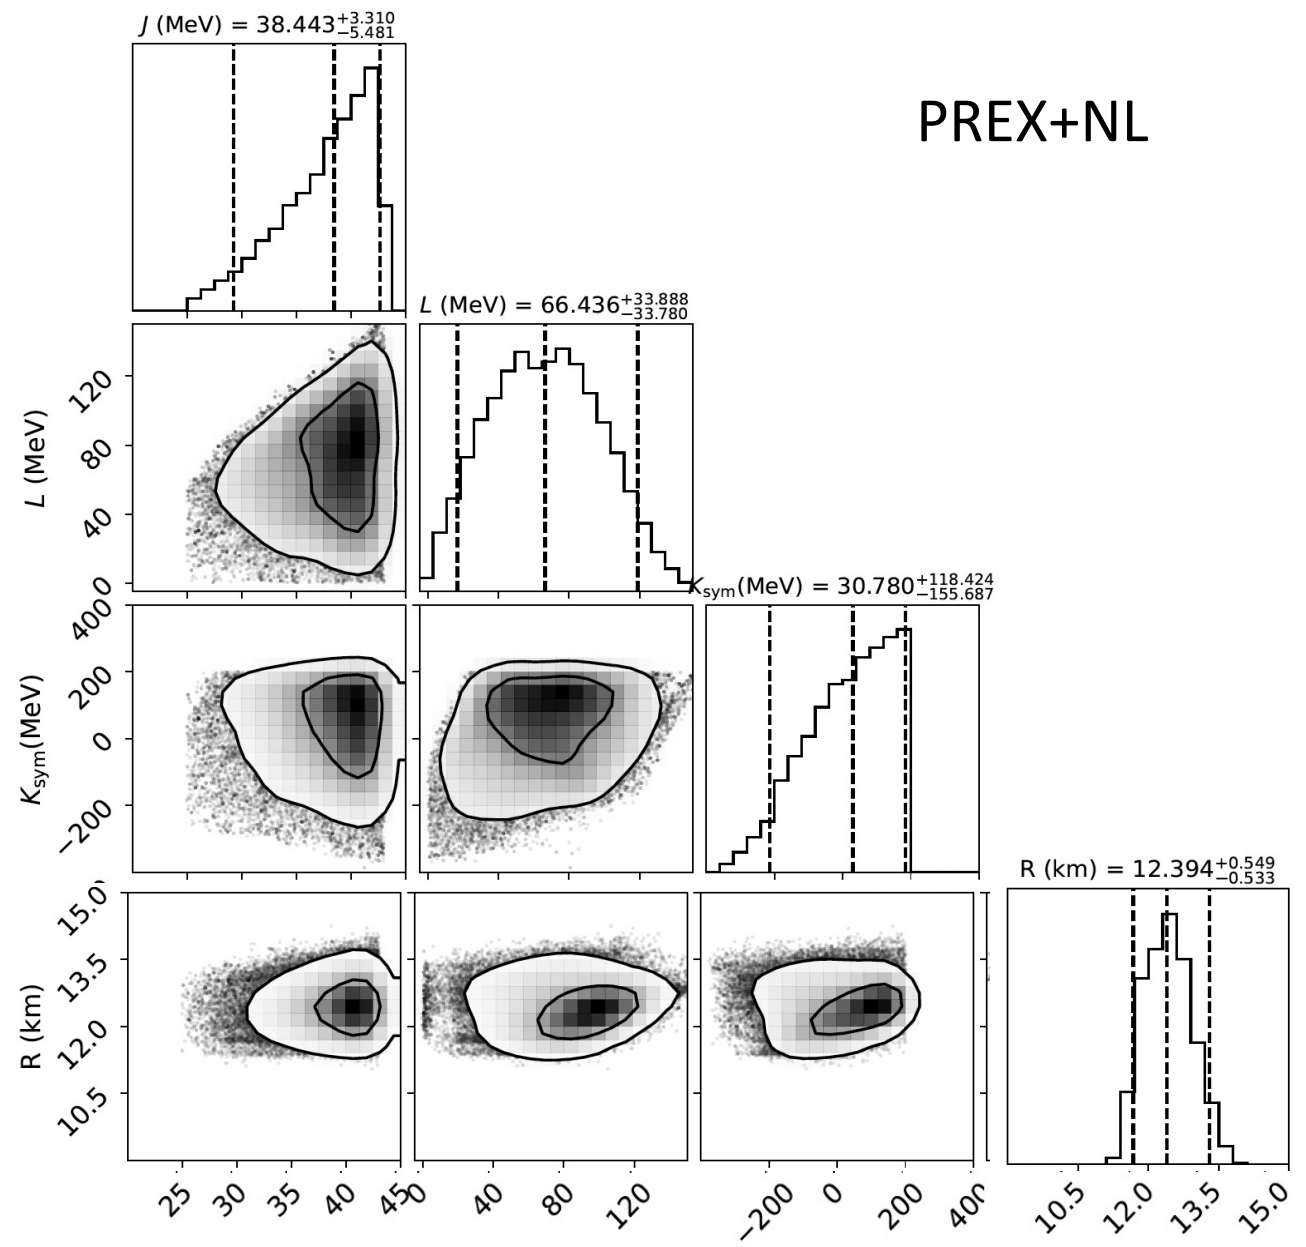 J (MeV) = 38.443+3.310−5.481
PREX+NL
L (MeV) = 66.436+33.888−33.780
120
80
40
0
L (MeV)
Ksym(MeV) = 30.780+118.424−155.687
400
200
0
−200
Ksym(MeV)
R (km) = 12.394+0.549−0.533
15.0
13.5
12.0
10.5
R (km)
25 30 35 40 45 0 40 80 120 −200 0 200 400 10.5 12.0 13.5 15.0